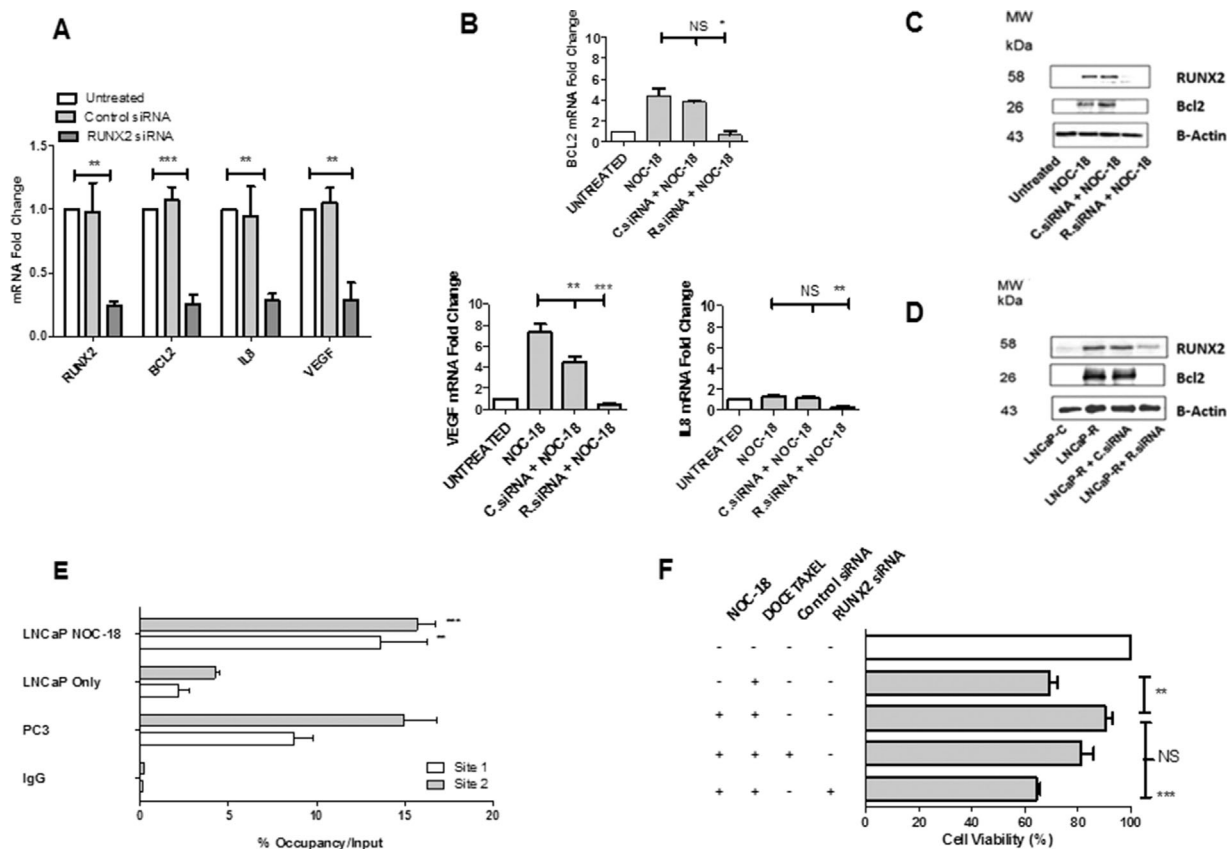 A
Untreated
Control siRNA
RUNX2 siRNA
mRNA Fold Change
1.5
1.0
0.5
0.0
** *** ** **
RUNX2 BCL2 IL8 VEGF
B
BCL2 mRNA Fold Change
10
8
6
4
2
0
NS *
UNTREATED
NOC-18
C.siRNA + NOC-18
R.siRNA + NOC-18
VEGF mRNA Fold Change
10
8
6
4
2
0
** ***
UNTREATED
NOC-18
C.siRNA + NOC-18
R.siRNA + NOC-18
IL8 mRNA Fold Change
10
8
6
4
2
0
NS **
UNTREATED
NOC-18
C.siRNA + NOC-18
R.siRNA + NOC-18
C
MW
kDa
58 RUNX2
26 Bcl2
43 B-Actin
Untreated
NOC-18
C.siRNA + NOC-18
R.siRNA + NOC-18
D
MW
kDa
58 RUNX2
26 Bcl2
43 B-Actin
LNCaP-C
LNCaP-R
LNCaP-R + C.siRNA
LNCaP-R+ R.siRNA
E
LNCaP NOC-18
LNCaP Only
PC3
IgG
Site 1
Site 2
0 5 10 15 20
% Occupancy/Input
F
NOC-18
DOCETAXEL
Control siRNA
RUNX2 siRNA
- - - -
- + - -
+ + - -
+ + + -
+ + - +
**
NS
***
0 20 40 60 80 100
Cell Viability (%)